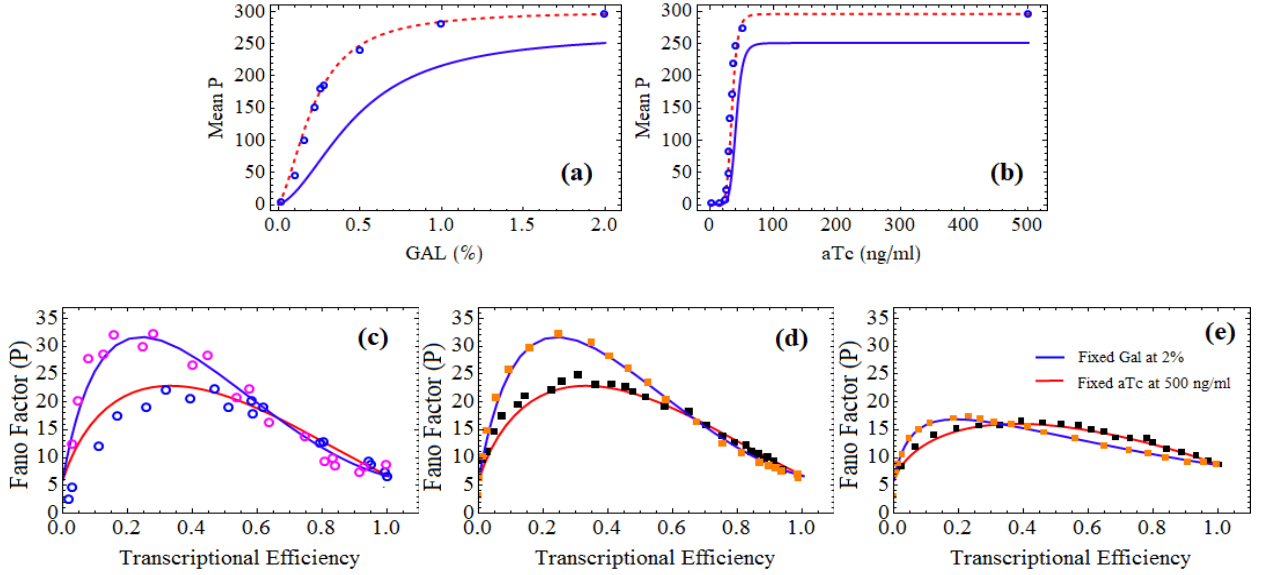 300
250
200
150
100
50
0
Mean P
(a)
0.0 0.5 1.0 1.5 2.0
GAL (%)
300
250
200
150
100
50
0
Mean P
(b)
0 100 200 300 400 500
aTc (ng/ml)
35
30
25
20
15
10
5
0
Fano Factor (P)
(c)
0.0 0.2 0.4 0.6 0.8 1.0
Transcriptional Efficiency
35
30
25
20
15
10
5
0
Fano Factor (P)
(d)
0.0 0.2 0.4 0.6 0.8 1.0
Transcriptional Efficiency
35
30
25
20
15
10
5
0
Fano Factor (P)
(e)
Fixed Gal at 2%
Fixed aTc at 500 ng/ml
0.0 0.2 0.4 0.6 0.8 1.0
Transcriptional Efficiency